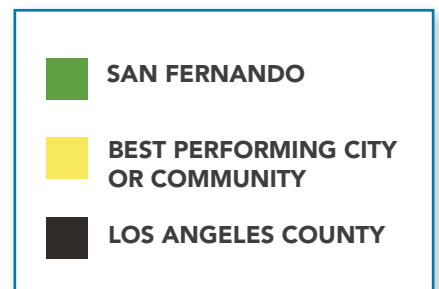 SAN FERNANDO
BEST PERFORMING CITY
OR COMMUNITY
LOS ANGELES COUNTY